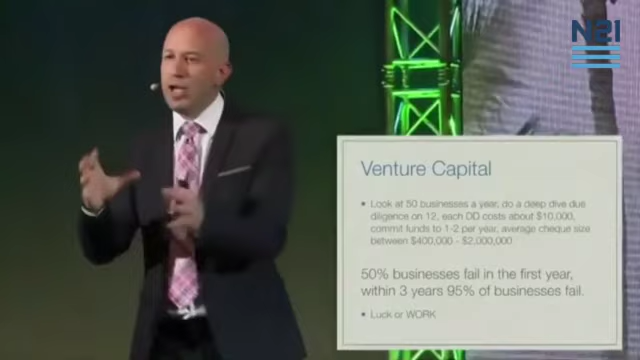 N21
Venture Capital
• Look at 50 businesses a year, do a deep dive due
diligence on 12, each DD costs about $10,000,
commit funds to 1-2 per year, average cheque size
between $400,000 - $2,000,000
50% businesses fail in the first year,
within 3 years 95% of businesses fail.
• Luck or WORK